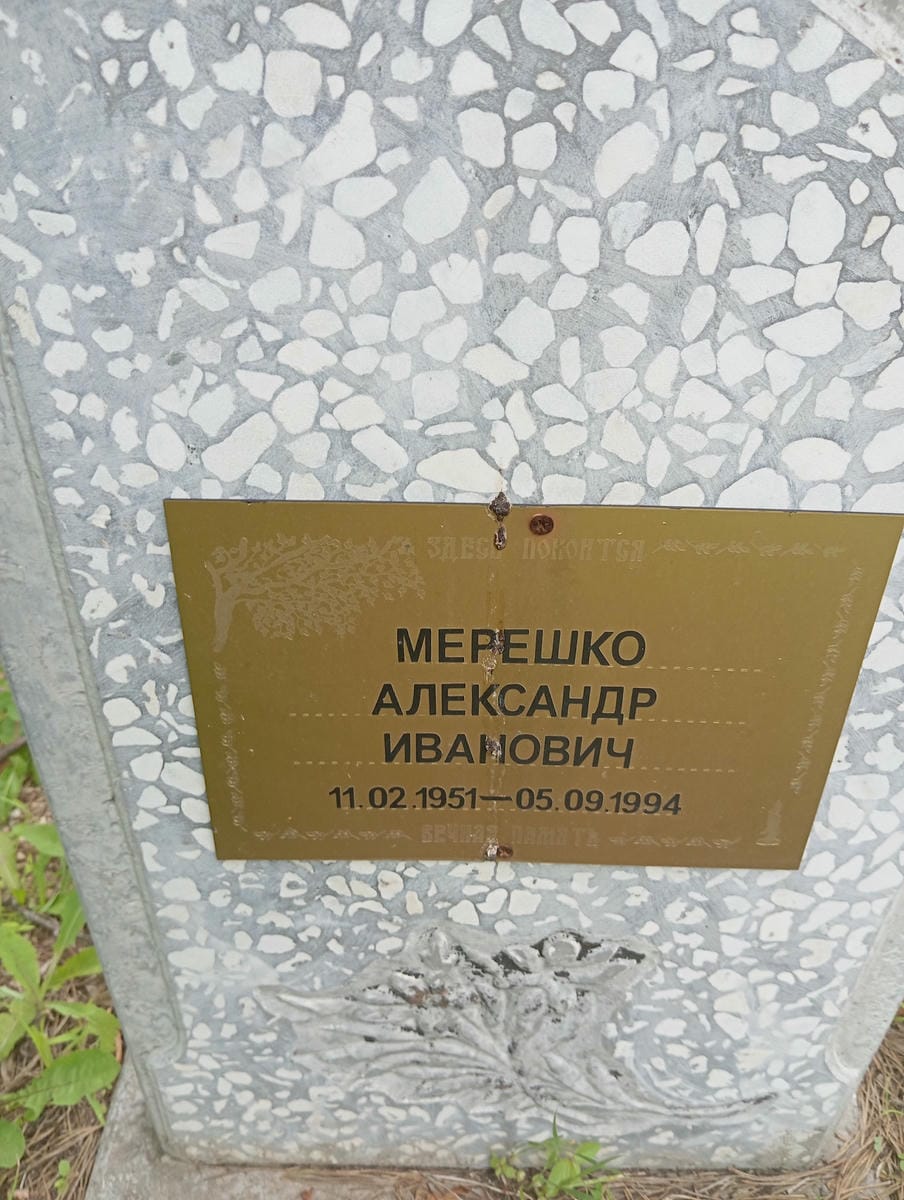 ЗДЕСЬ ПОКОИТСЯ
МЕРЕШКО
АЛЕКСАНДР
ИВАНОВИЧ
11.02.1951—05.09.1994
ВЕЧНАЯ ПАМЯТЬ